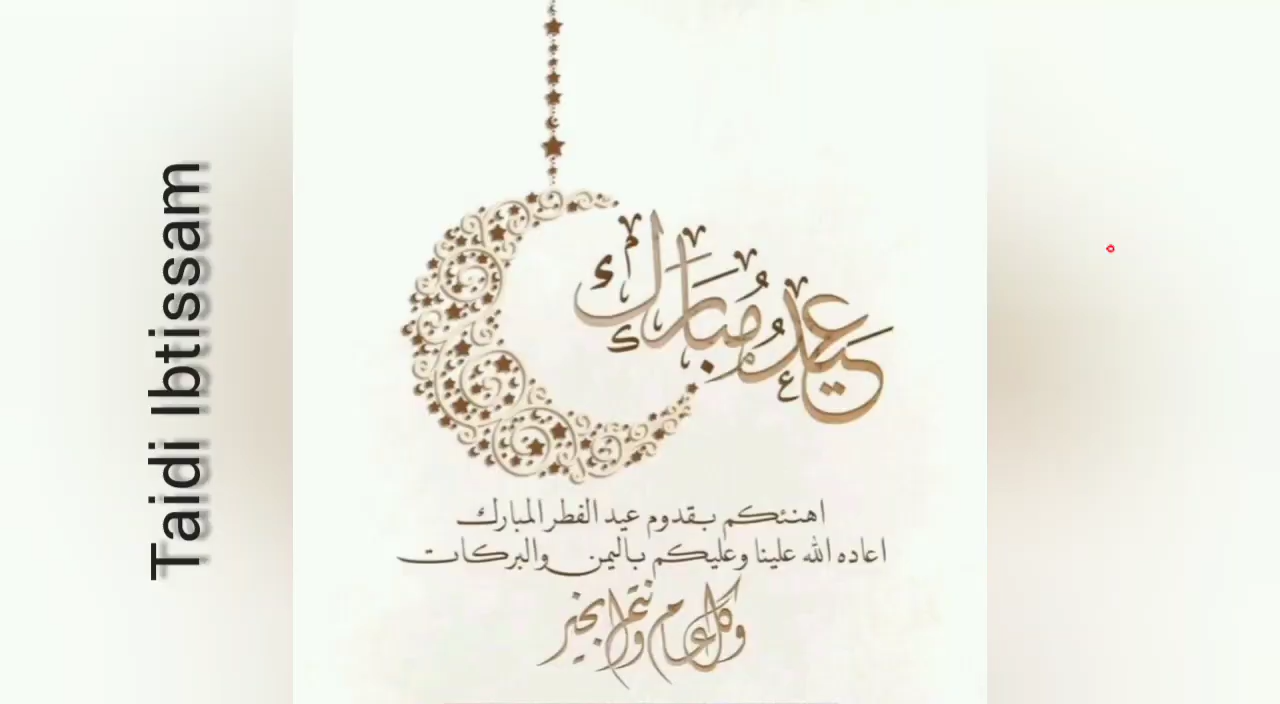 Taidi Ibtissam
عيد مبارك
اهنئكم بقدوم عيد الفطر المبارك
اعاده الله علينا وعليكم باليمن والبركات
وكل عام وانتم بخير